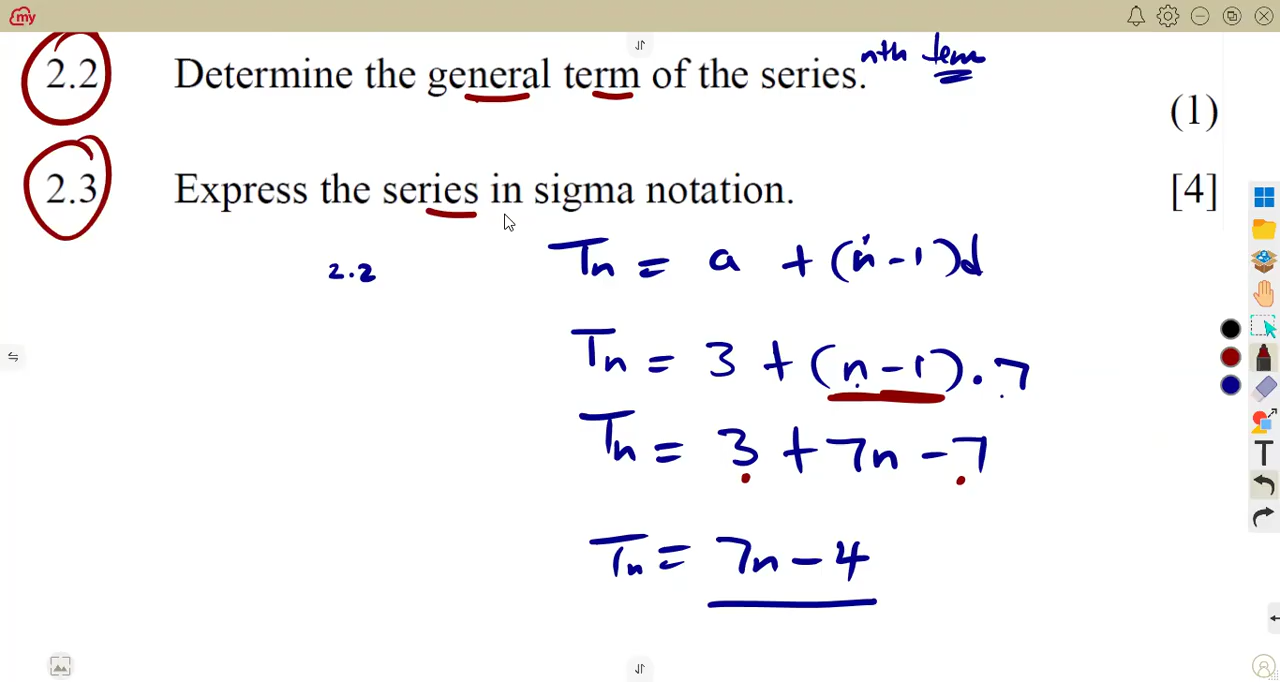 my
2.2 Determine the general term of the series. nth term
(1)
2.3 Express the series in sigma notation. [4]
2.2 Tn = a + (n - 1)d
Tn = 3 + (n - 1) . 7
Tn = 3 + 7n - 7
Tn = 7n - 4
T